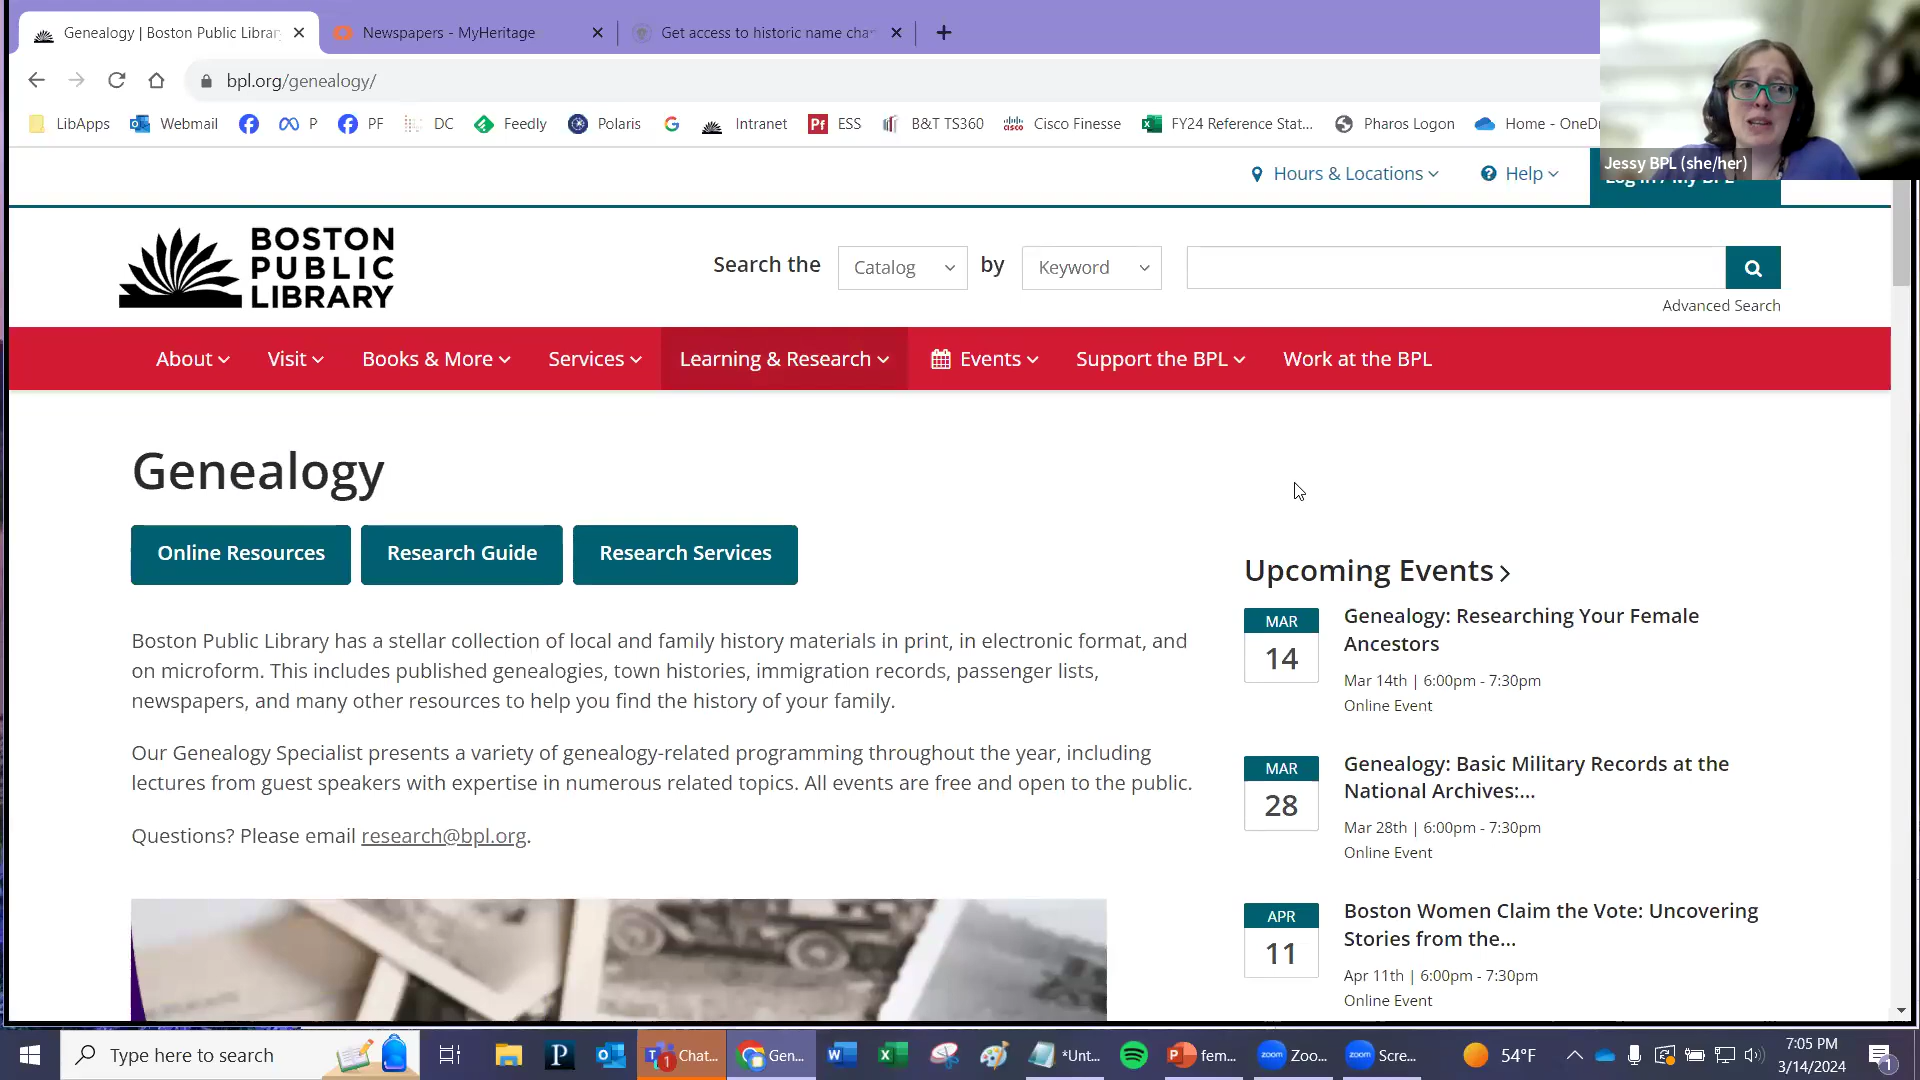 Genealogy | Boston Public Librar
Newspapers - MyHeritage
Get access to historic name cha
bpl.org/genealogy/
LibApps
Webmail
P
PF
DC
Feedly
Polaris
Intranet
Pf ESS
B&T TS360
cisco Cisco Finesse
FY24 Reference Stat...
Pharos Logon
Home - OneD
Jessy BPL (she/her)
Hours & Locations
Help
Log In / My BPL
BOSTON
PUBLIC
LIBRARY
Search the
Catalog
by
Keyword
Advanced Search
About
Visit
Books & More
Services
Learning & Research
Events
Support the BPL
Work at the BPL
Genealogy
Online Resources
Research Guide
Research Services
Boston Public Library has a stellar collection of local and family history materials in print, in electronic format, and
on microform. This includes published genealogies, town histories, immigration records, passenger lists,
newspapers, and many other resources to help you find the history of your family.
Our Genealogy Specialist presents a variety of genealogy-related programming throughout the year, including
lectures from guest speakers with expertise in numerous related topics. All events are free and open to the public.
Questions? Please email research@bpl.org.
Upcoming Events
MAR
14
Genealogy: Researching Your Female
Ancestors
Mar 14th | 6:00pm - 7:30pm
Online Event
MAR
28
Genealogy: Basic Military Records at the
National Archives:...
Mar 28th | 6:00pm - 7:30pm
Online Event
APR
11
Boston Women Claim the Vote: Uncovering
Stories from the...
Apr 11th | 6:00pm - 7:30pm
Online Event
Type here to search
Chat...
1
Gen...
*Unt...
fem...
zoom Zoo...
zoom Scre...
54°F
7:05 PM
3/14/2024
1